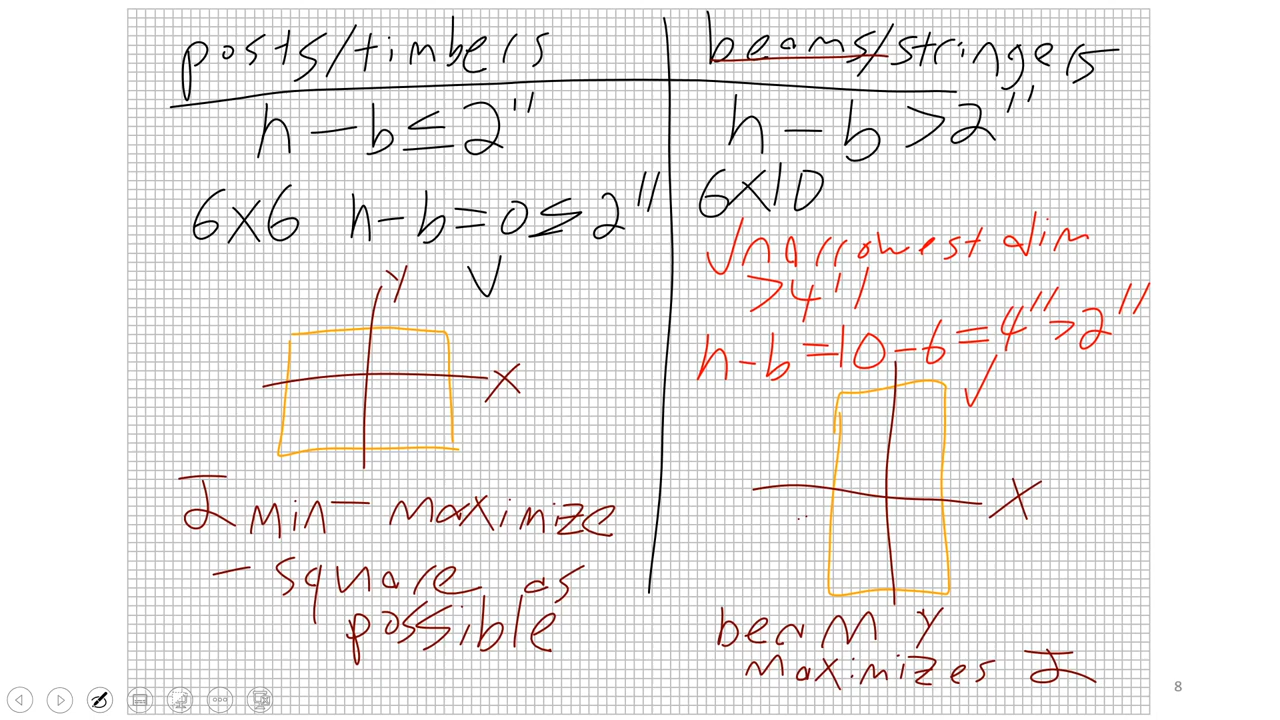 posts/timbers
h - b ≤ 2"
6x6 h - b = 0 ≤ 2"
✓
Y
X
I min - maximize
- square as
possible
beams/stringers
h - b > 2"
6x10
✓ narrowest dim
> 4"
h - b = 10 - 6 = 4" > 2"
✓
X
beam Y
maximizes I
8